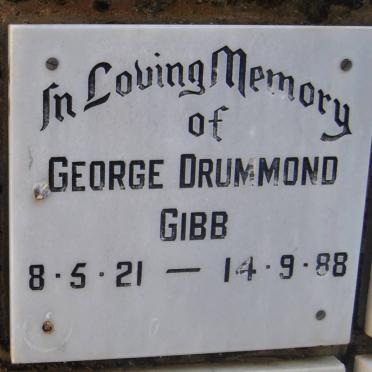 In Loving Memory
of
GEORGE DRUMMOND
GIBB
8·5·21 — 14·9·88